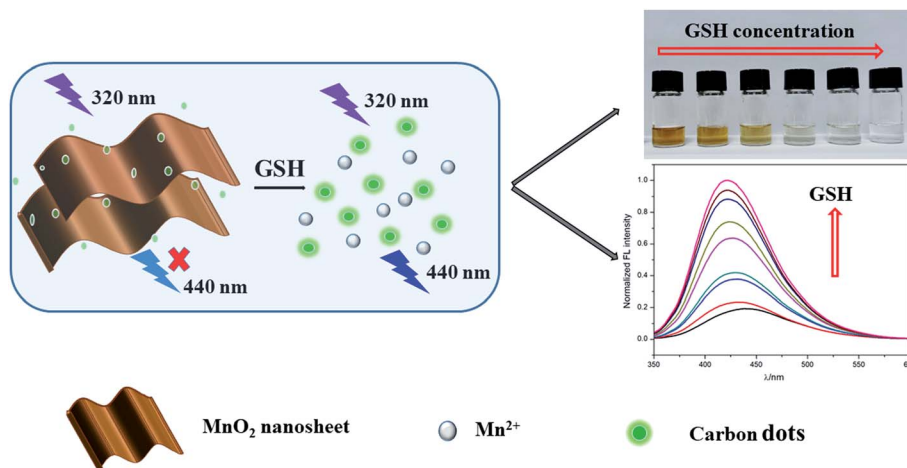 320 nm
GSH
320 nm
440 nm
440 nm
GSH concentration
GSH
Normalized FL intensity
1.0
0.8
0.6
0.4
0.2
0.0
350
400
450
500
550
λ/nm
MnO₂ nanosheet
Mn²⁺
Carbon dots